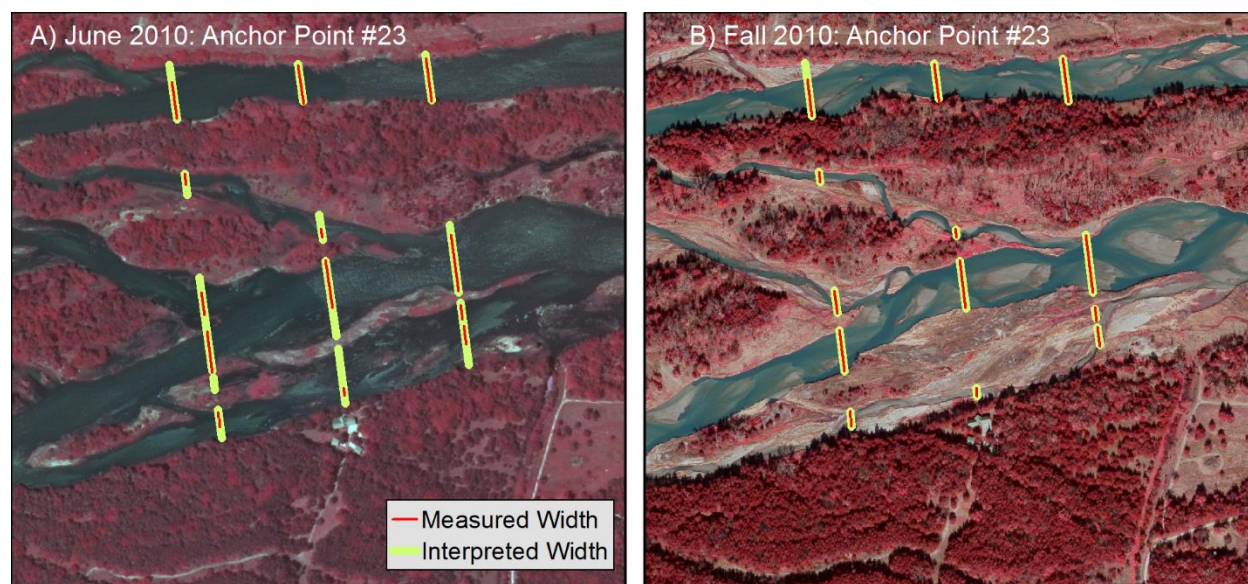 A) June 2010: Anchor Point #23
B) Fall 2010: Anchor Point #23
Measured Width
Interpreted Width